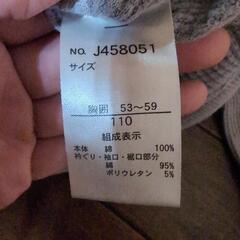 NO. J458051
サイズ
胸囲 53～59
110
組成表示
本体 綿 100%
衿ぐり・袖口・裾口部分
綿 95%
ポリウレタン 5%